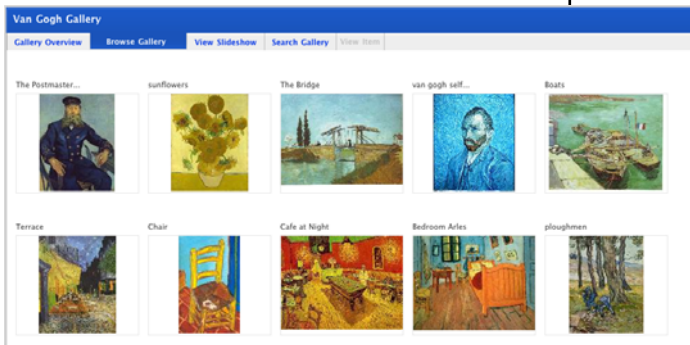 Van Gogh Gallery
Gallery Overview Browse Gallery View Slideshow Search Gallery View Item
The Postmaster... sunflowers The Bridge van gogh self... Boats
Terrace Chair Cafe at Night Bedroom Arles ploughmen